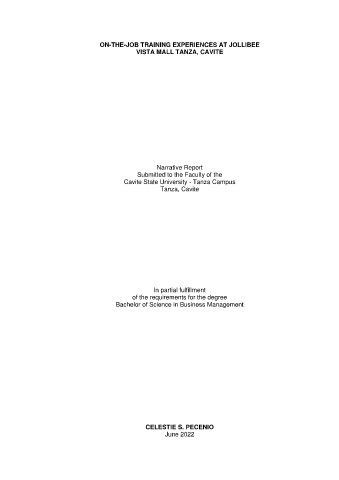 ON-THE-JOB TRAINING EXPERIENCES AT JOLLIBEE
VISTA MALL TANZA, CAVITE
Narrative Report
Submitted to the Faculty of the
Cavite State University - Tanza Campus
Tanza, Cavite
In partial fulfillment
of the requirements for the degree
Bachelor of Science in Business Management
CELESTIE S. PECENIO
June 2022